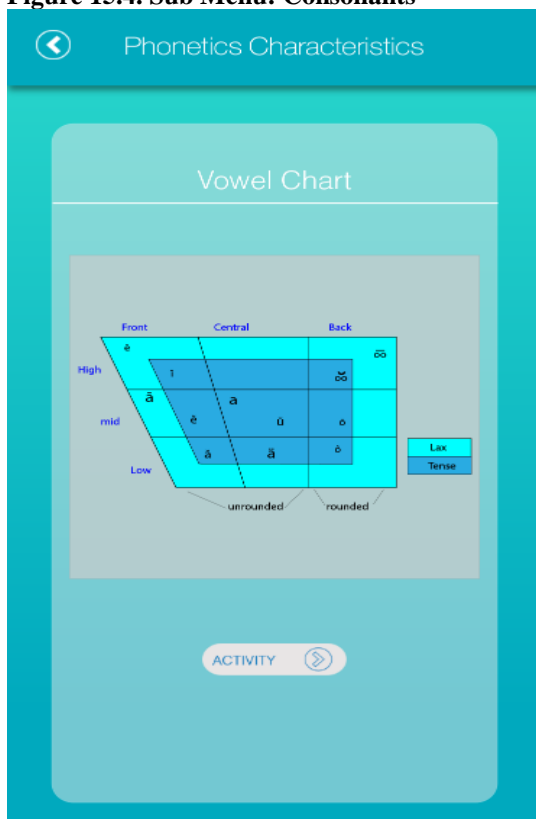 Figure 15.4. Sub Menu: Consonants
Phonetics Characteristics
Vowel Chart
Front Central Back
ē o͞o
High ĭ o͝o
ā a
mid ĕ ŭ o
ă ä ô
Low
Lax
Tense
unrounded rounded
ACTIVITY